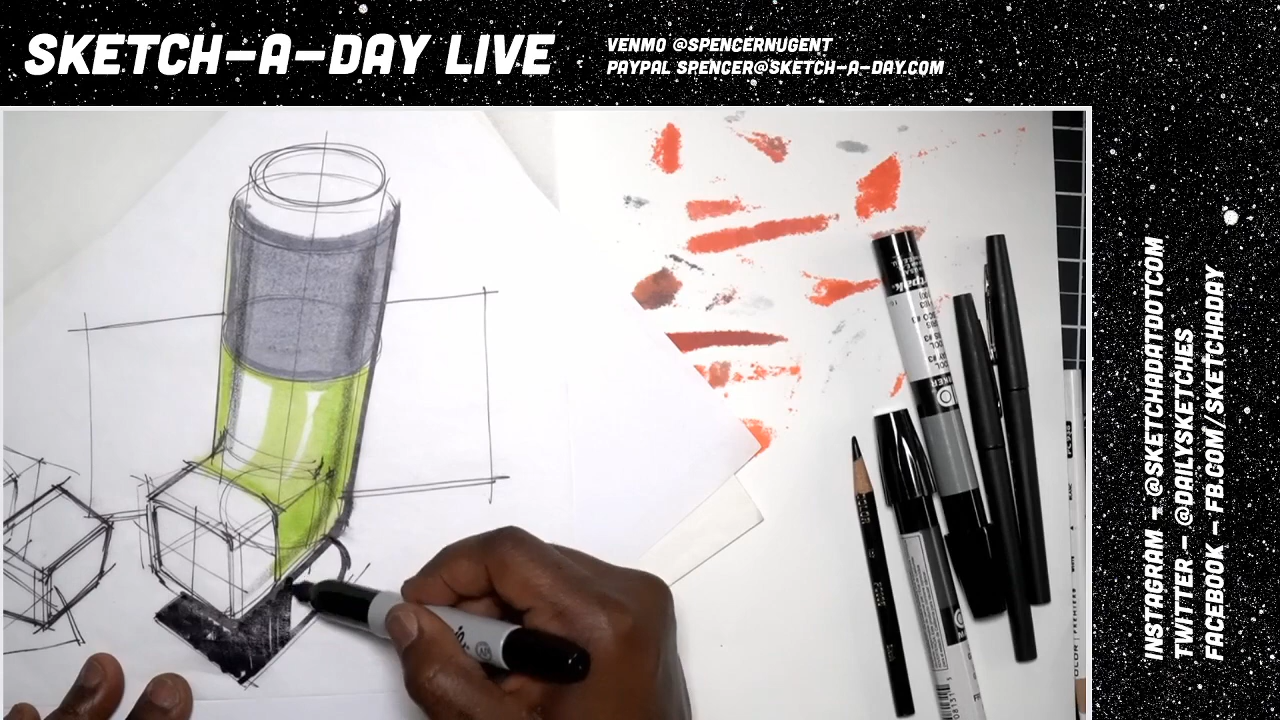 SKETCH-A-DAY LIVE
VENMO @SPENCERNUGENT
PAYPAL SPENCER@SKETCH-A-DAY.COM
INSTAGRAM - @SKETCHADAYDOTCOM
TWITTER - @DAILYSKETCHES
FACEBOOK - FB.COM/SKETCHADAY